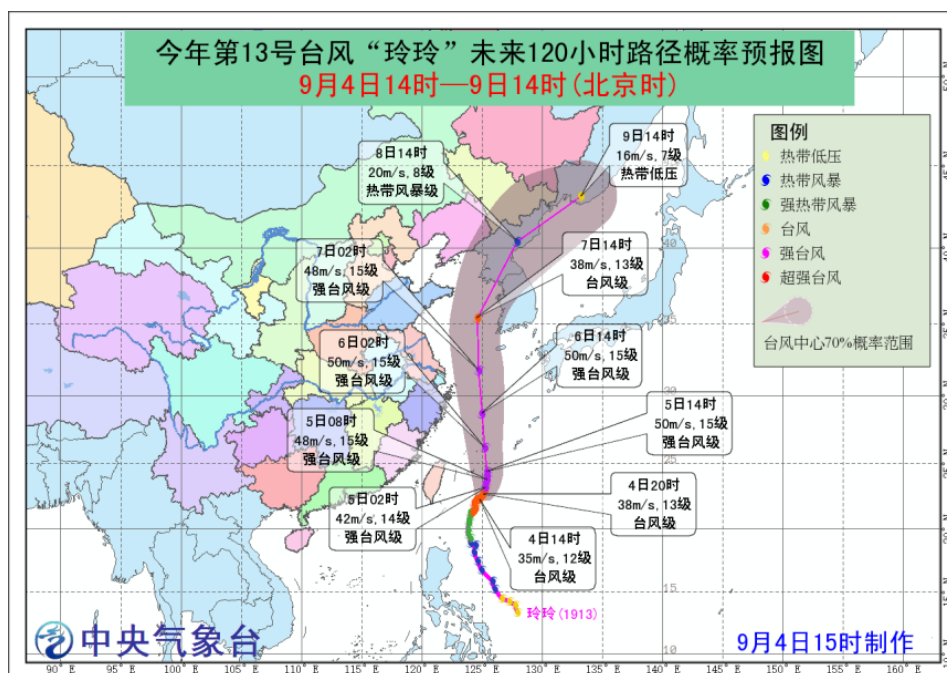 今年第13号台风“玲玲”未来120小时路径概率预报图
9月4日14时—9日14时(北京时)
图例
热带低压
热带风暴
强热带风暴
台风
强台风
超强台风
台风中心70%概率范围
9日14时
16m/s,7级
热带低压
8日14时
20m/s,8级
热带风暴级
7日14时
38m/s,13级
台风级
7日02时
48m/s,15级
强台风级
6日14时
50m/s,15级
强台风级
6日02时
50m/s,15级
强台风级
5日14时
50m/s,15级
强台风级
5日08时
48m/s,15级
强台风级
4日20时
38m/s,13级
台风级
5日02时
42m/s,14级
强台风级
4日14时
35m/s,12级
台风级
玲玲(1913)
中央气象台
9月4日15时制作
90° E 95° E 100° E 105° E 110° E 115° E 120° E 125° E 130° E 135° E 140° E 145° E